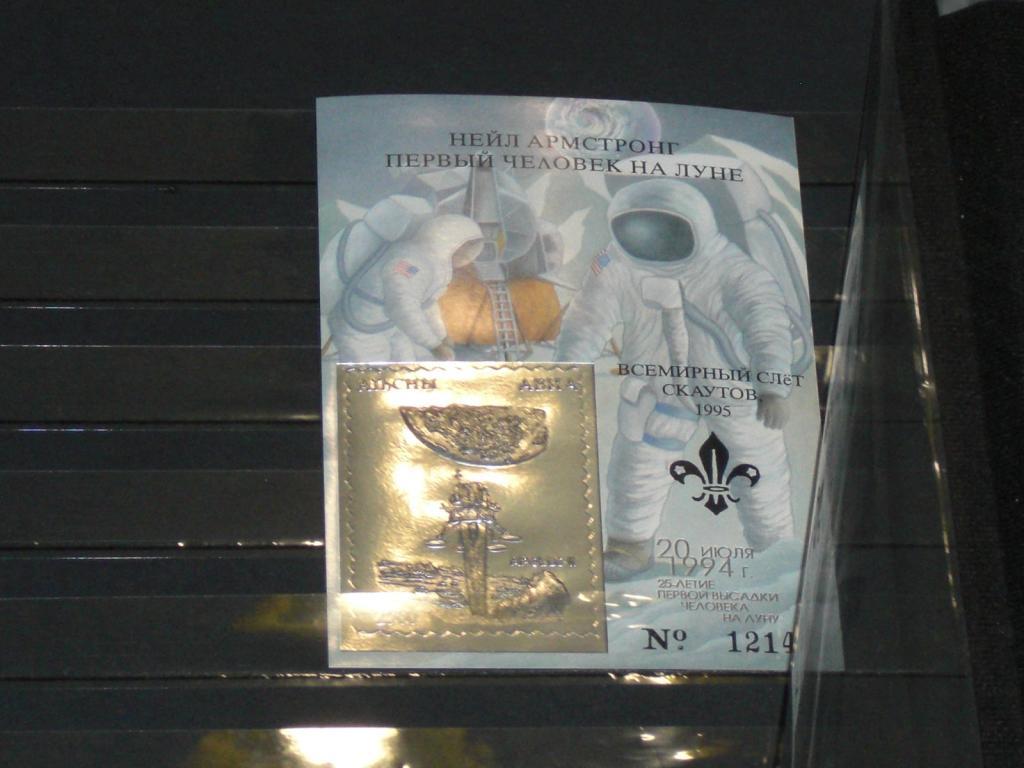 НЕЙЛ АРМСТРОНГ
ПЕРВЫЙ ЧЕЛОВЕК НА ЛУНЕ
ВСЕМИРНЫЙ СЛёТ
СКАУТОВ,
1995
АԤСНЫ
20 ИЮЛЯ
1994 г.
25-ЛЕТИЕ
ПЕРВОЙ ВЫСАДКИ
ЧЕЛОВЕКА
НА ЛУНУ
№ 1214